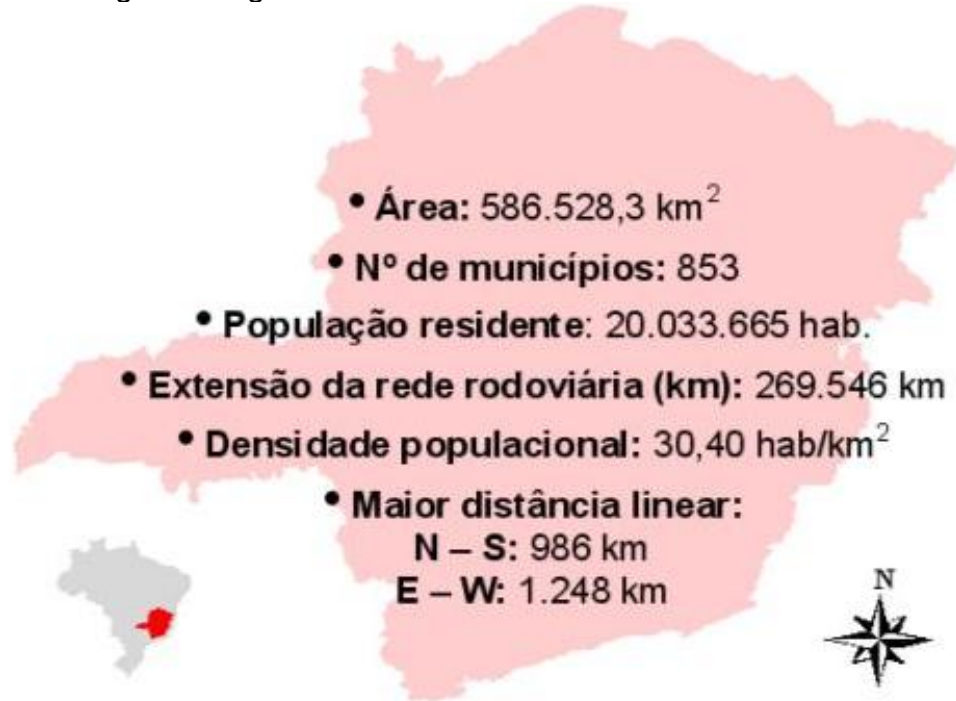 • Área: 586.528,3 km²
• Nº de municípios: 853
• População residente: 20.033.665 hab.
• Extensão da rede rodoviária (km): 269.546 km
• Densidade populacional: 30,40 hab/km²
• Maior distância linear:
N – S: 986 km
E – W: 1.248 km
N